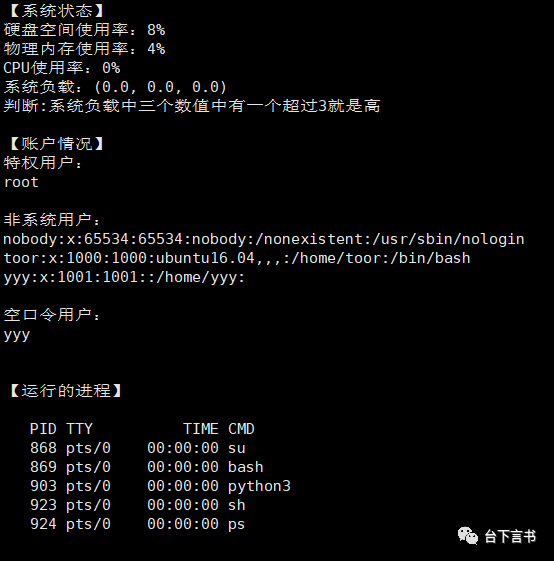 【系统状态】
硬盘空间使用率：8%
物理内存使用率：4%
CPU使用率：0%
系统负载：(0.0, 0.0, 0.0)
判断:系统负载中三个数值中有一个超过3就是高
【账户情况】
特权用户：
root
非系统用户：
nobody:x:65534:65534:nobody:/nonexistent:/usr/sbin/nologin
toor:x:1000:1000:ubuntu16.04,,,:/home/toor:/bin/bash
yyy:x:1001:1001::/home/yyy:
空口令用户：
yyy
【运行的进程】
PID TTY          TIME CMD
868 pts/0    00:00:00 su
869 pts/0    00:00:00 bash
903 pts/0    00:00:00 python3
923 pts/0    00:00:00 sh
924 pts/0    00:00:00 ps
台下言书